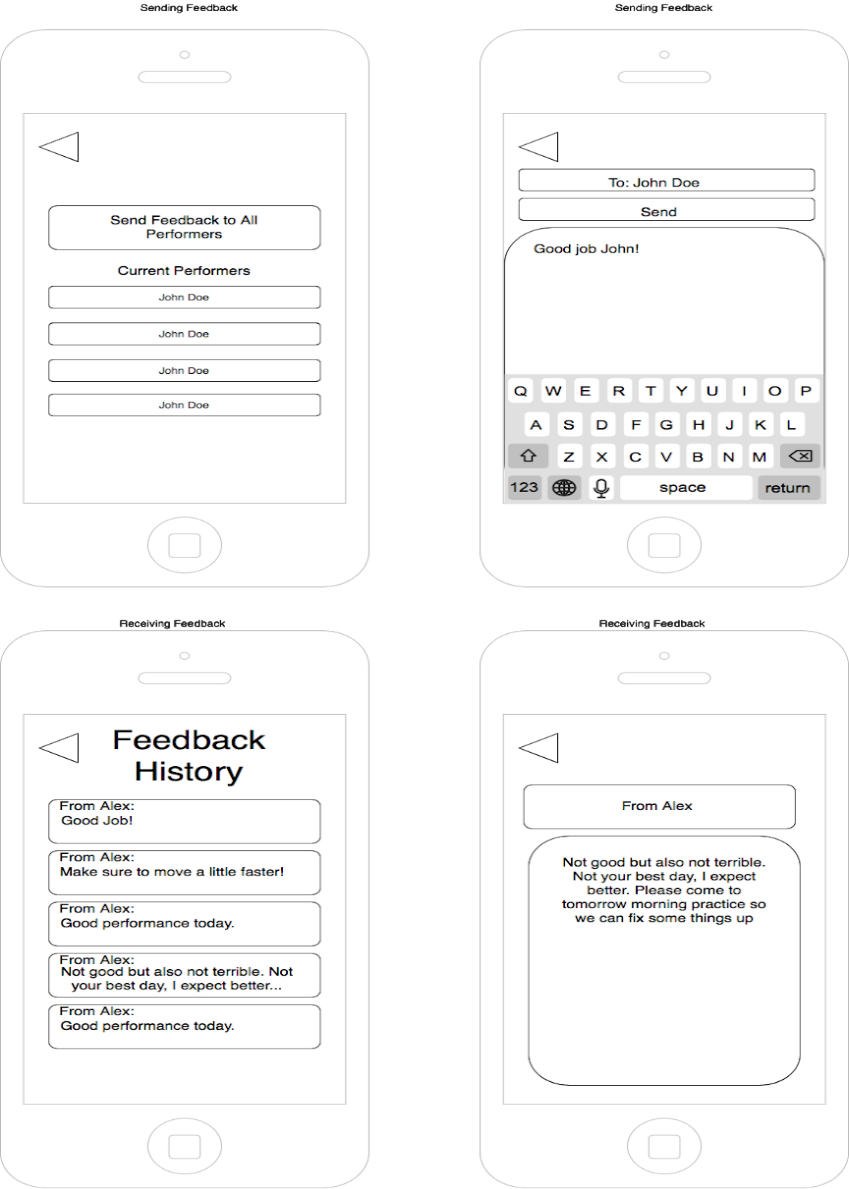 Sending Feedback
Send Feedback to All
Performers
Current Performers
John Doe
John Doe
John Doe
John Doe
Sending Feedback
To: John Doe
Send
Good job John!
Q W E R T Y U I O P
A S D F G H J K L
Z X C V B N M
123 space return
Receiving Feedback
Feedback
History
From Alex:
Good Job!
From Alex:
Make sure to move a little faster!
From Alex:
Good performance today.
From Alex:
Not good but also not terrible. Not
your best day, I expect better...
From Alex:
Good performance today.
Receiving Feedback
From Alex
Not good but also not terrible.
Not your best day, I expect
better. Please come to
tomorrow morning practice so
we can fix some things up